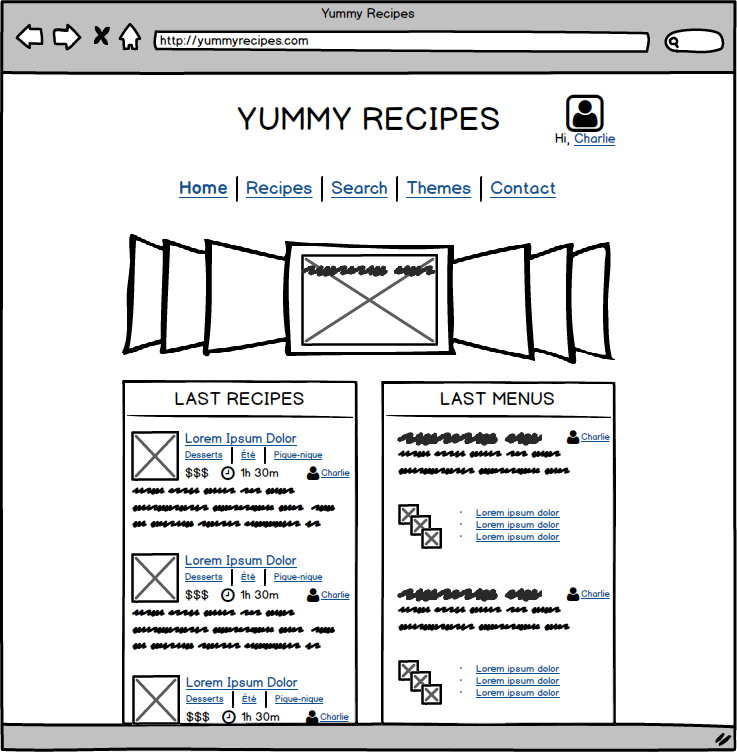 Yummy Recipes
http://yummyrecipes.com
YUMMY RECIPES
Hi, Charlie
Home | Recipes | Search | Themes | Contact
LAST RECIPES
Lorem Ipsum Dolor
Desserts | Été | Pique-nique
$$$ 1h 30m Charlie
Lorem Ipsum Dolor
Desserts | Été | Pique-nique
$$$ 1h 30m Charlie
Lorem Ipsum Dolor
Desserts | Été | Pique-nique
$$$ 1h 30m Charlie
LAST MENUS
Charlie
· Lorem ipsum dolor
· Lorem ipsum dolor
· Lorem ipsum dolor
Charlie
· Lorem ipsum dolor
· Lorem ipsum dolor
· Lorem ipsum dolor